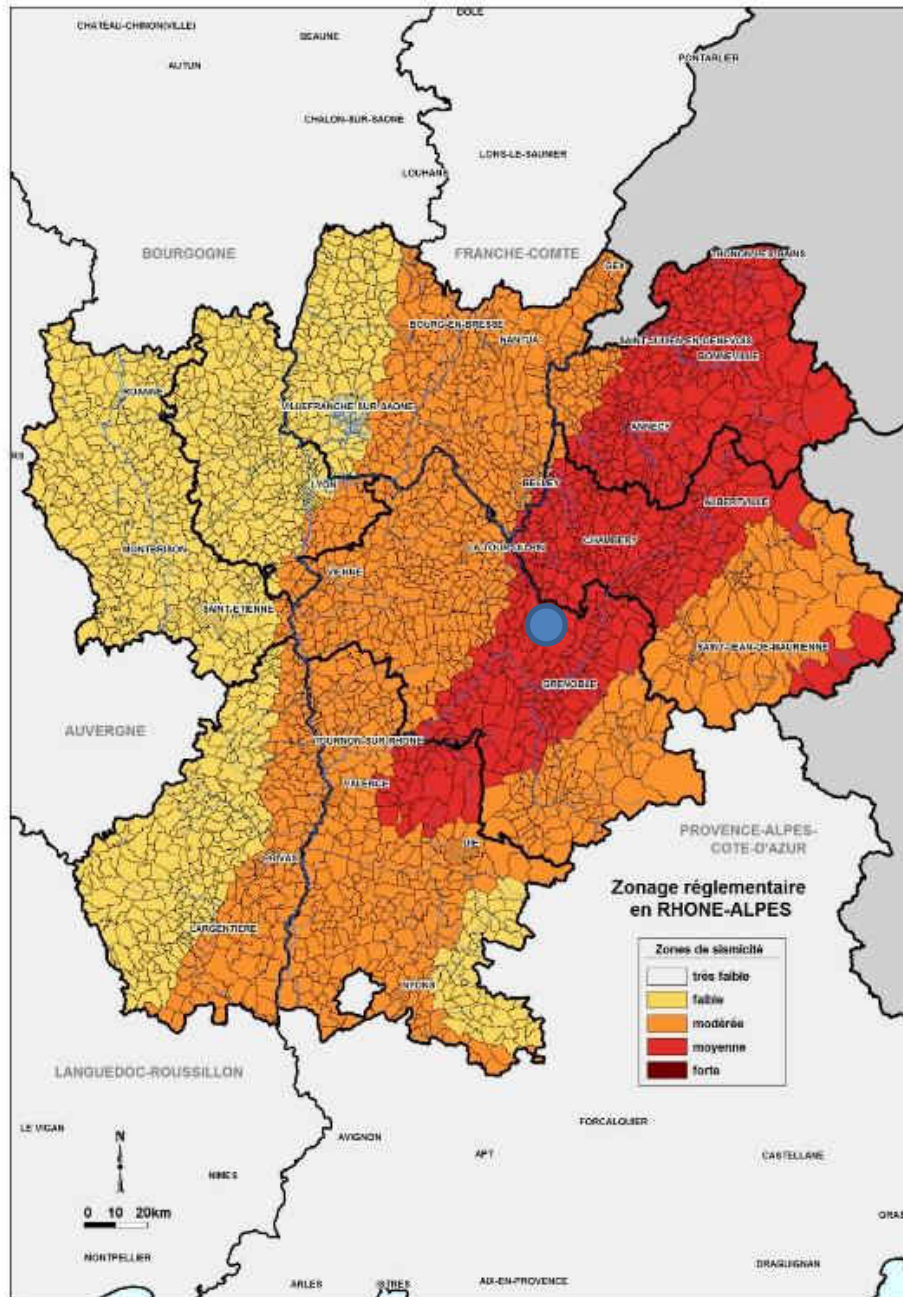 DOLE
CHATEAU-CHINON(VILLE)
BEAUNE
PONTARLIER
AUTUN
CHALON-SUR-SAONE
LONS-LE-SAUNIER
LOUHANS
BOURGOGNE
FRANCHE-COMTE
THONON-LES-BAINS
GEX
BOURG-EN-BRESSE
NANTUA
SAINT-JULIEN-EN-GENEVOIS
BONNEVILLE
ROANNE
VILLEFRANCHE-SUR-SAONE
ANNECY
RS
LYON
BELLEY
ALBERTVILLE
MONTBRISON
LA-TOUR-DU-PIN
CHAMBERY
VIENNE
SAINT-ETIENNE
SAINT-JEAN-DE-MAURIENNE
GRENOBLE
AUVERGNE
TOURNON-SUR-RHONE
VALENCE
PROVENCE-ALPES-
COTE-D'AZUR
DIE
PRIVAS
Zonage réglementaire
en RHONE-ALPES
LARGENTIERE
Zones de sismicité
très faible
faible
modérée
moyenne
forte
NYONS
LANGUEDOC-ROUSSILLON
LE VIGAN
N
AVIGNON
FORCALQUIER
APT
CASTELLANE
NIMES
0 10 20km
GRAS
MONTPELLIER
DRAGUIGNAN
ARLES
ISTRES
AIX-EN-PROVENCE